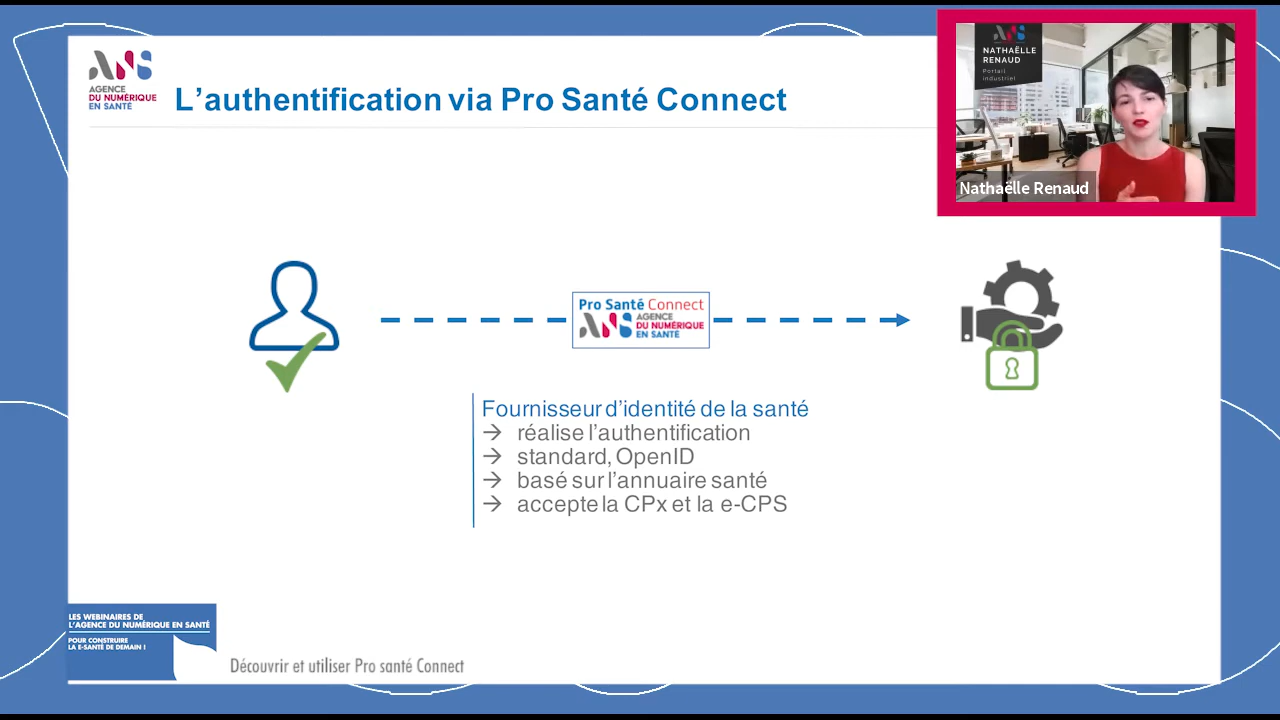 AGENCE
DU NUMÉRIQUE
EN SANTÉ
L'authentification via Pro Santé Connect
NATHAËLLE
RENAUD
Portail
industriel
Nathaëlle Renaud
Pro Santé Connect
AGENCE
DU NUMÉRIQUE
EN SANTÉ
Fournisseur d'identité de la santé
→ réalise l'authentification
→ standard, OpenID
→ basé sur l'annuaire santé
→ accepte la CPx et la e-CPS
LES WEBINAIRES DE
L'AGENCE DU NUMÉRIQUE EN SANTÉ
POUR CONSTRUIRE
LA E-SANTÉ DE DEMAIN !
Découvrir et utiliser Pro santé Connect